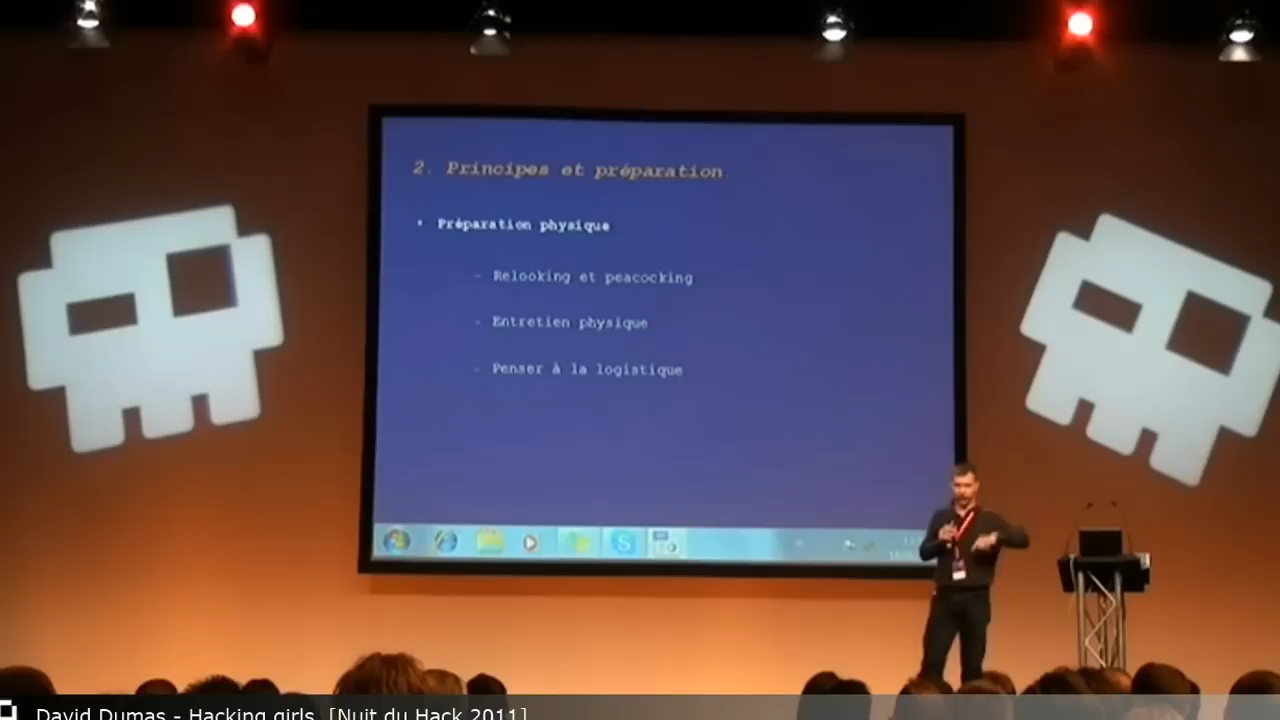 2. Principes et préparation.
• Préparation physique
- Relooking et peacocking
- Entretien physique
- Penser à la logistique
David Dumas - Hacking girls [Nuit du Hack 2011]